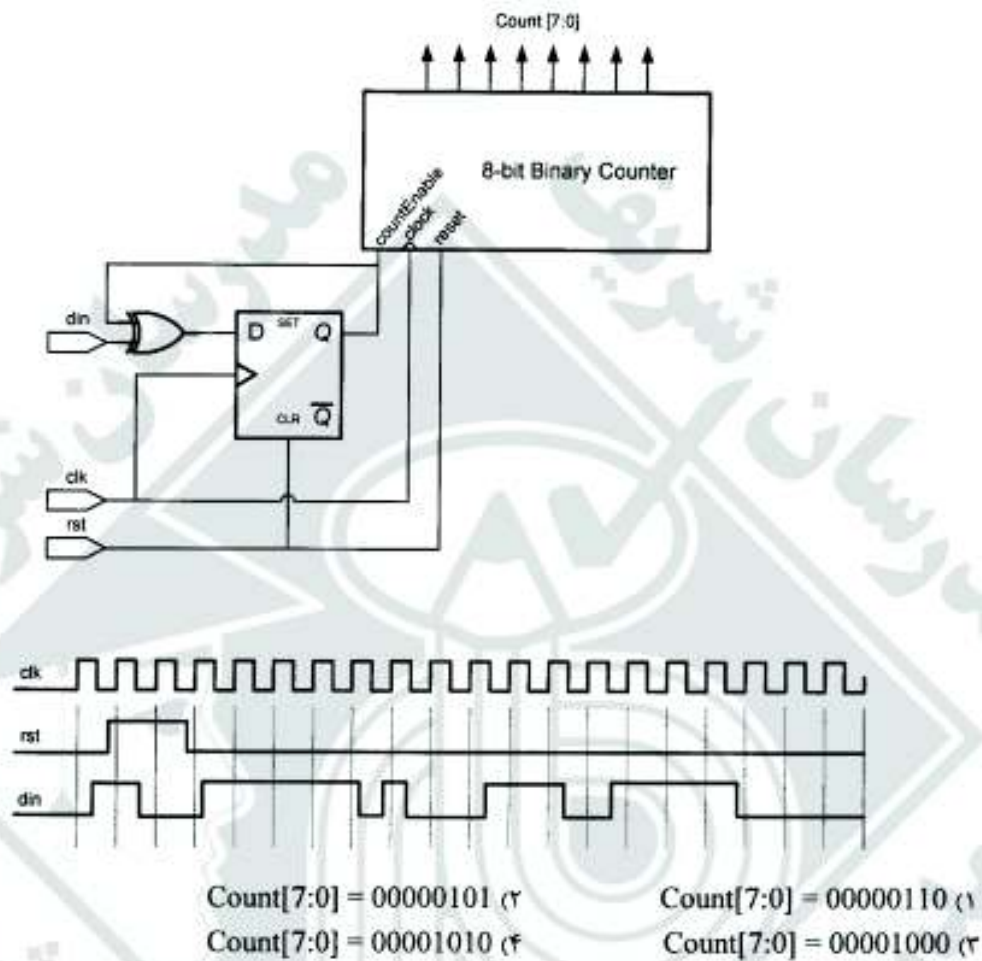 Count [7:0]
8-bit Binary Counter
countEnable
clock
reset
din
D SET Q
CLR Q̅
clk
rst
clk
rst
din
Count[7:0] = 00000110 (۱
Count[7:0] = 00000101 (۲
Count[7:0] = 00001000 (۳
Count[7:0] = 00001010 (۴